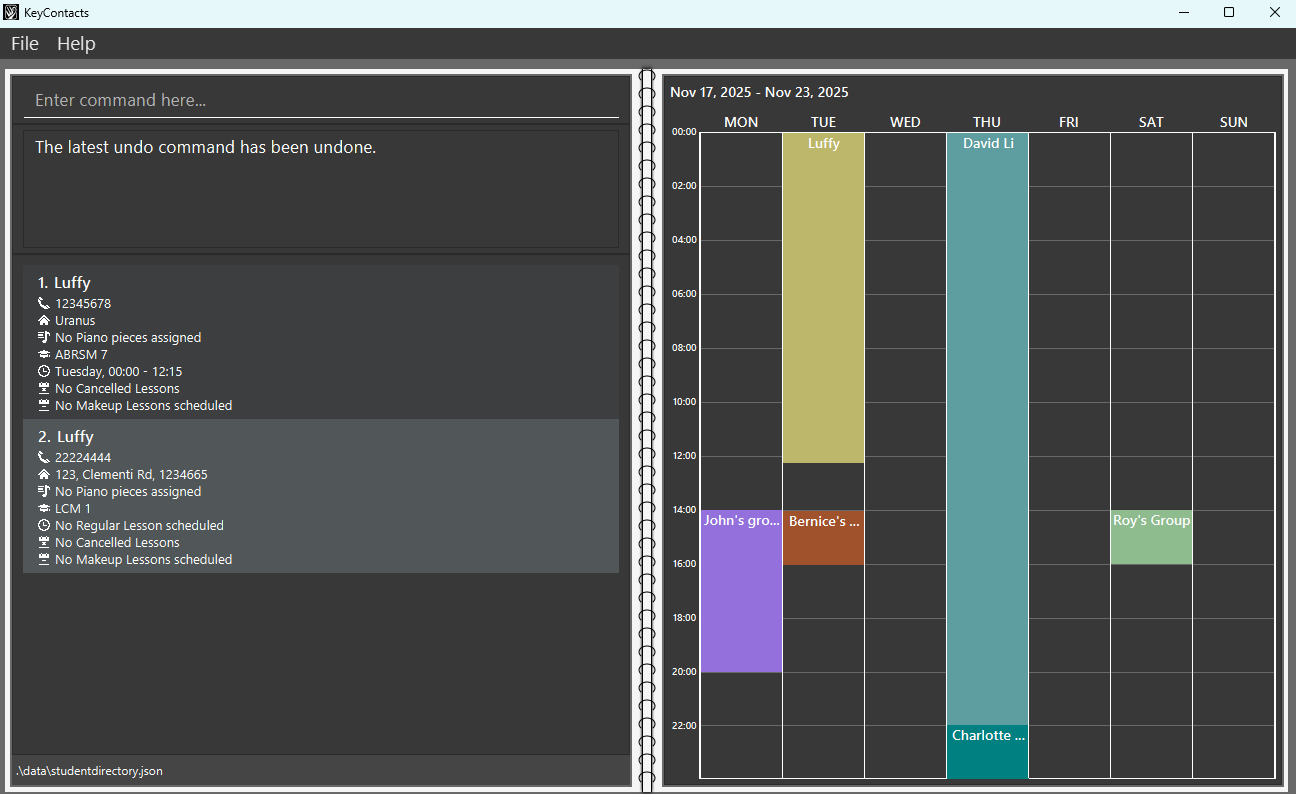 KeyContacts
File Help
Enter command here...
The latest undo command has been undone.
1. Luffy
12345678
Uranus
No Piano pieces assigned
ABRSM 7
Tuesday, 00:00 - 12:15
No Cancelled Lessons
No Makeup Lessons scheduled
2. Luffy
22224444
123, Clementi Rd, 1234665
No Piano pieces assigned
LCM 1
No Regular Lesson scheduled
No Cancelled Lessons
No Makeup Lessons scheduled
.\data\studentdirectory.json
Nov 17, 2025 - Nov 23, 2025
MON TUE WED THU FRI SAT SUN
00:00
Luffy David Li
02:00
04:00
06:00
08:00
10:00
12:00
14:00
John's gro... Bernice's ... Roy's Group
16:00
18:00
20:00
22:00
Charlotte ...